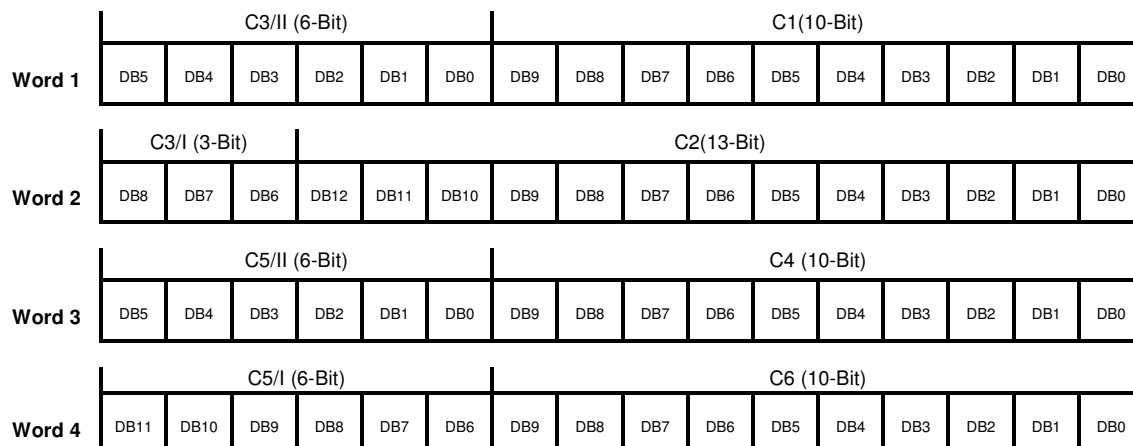 C3/II (6-Bit) C1(10-Bit)
Word 1 DB5 DB4 DB3 DB2 DB1 DB0 DB9 DB8 DB7 DB6 DB5 DB4 DB3 DB2 DB1 DB0
C3/I (3-Bit) C2(13-Bit)
Word 2 DB8 DB7 DB6 DB12 DB11 DB10 DB9 DB8 DB7 DB6 DB5 DB4 DB3 DB2 DB1 DB0
C5/II (6-Bit) C4 (10-Bit)
Word 3 DB5 DB4 DB3 DB2 DB1 DB0 DB9 DB8 DB7 DB6 DB5 DB4 DB3 DB2 DB1 DB0
C5/I (6-Bit) C6 (10-Bit)
Word 4 DB11 DB10 DB9 DB8 DB7 DB6 DB9 DB8 DB7 DB6 DB5 DB4 DB3 DB2 DB1 DB0